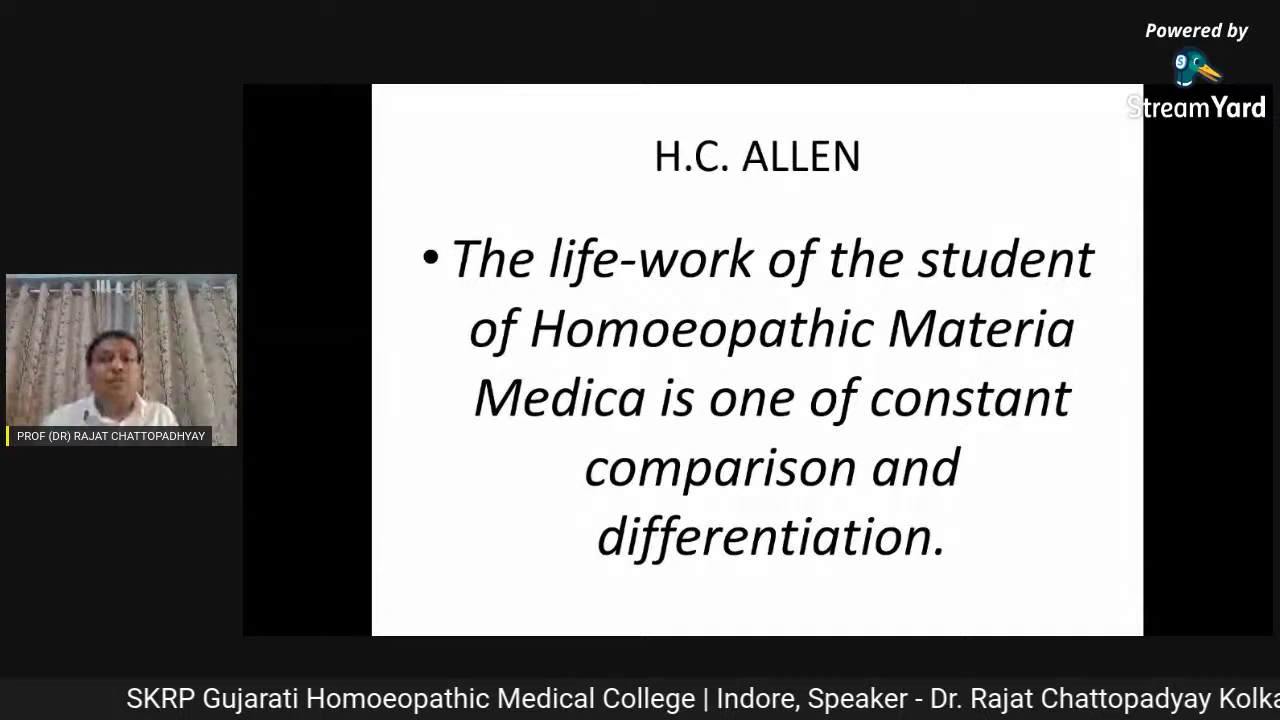 Powered by
StreamYard
H.C. ALLEN
• The life-work of the student
of Homoeopathic Materia
Medica is one of constant
comparison and
differentiation.
PROF (DR) RAJAT CHATTOPADHYAY
SKRP Gujarati Homoeopathic Medical College | Indore, Speaker - Dr. Rajat Chattopadyay Kolka